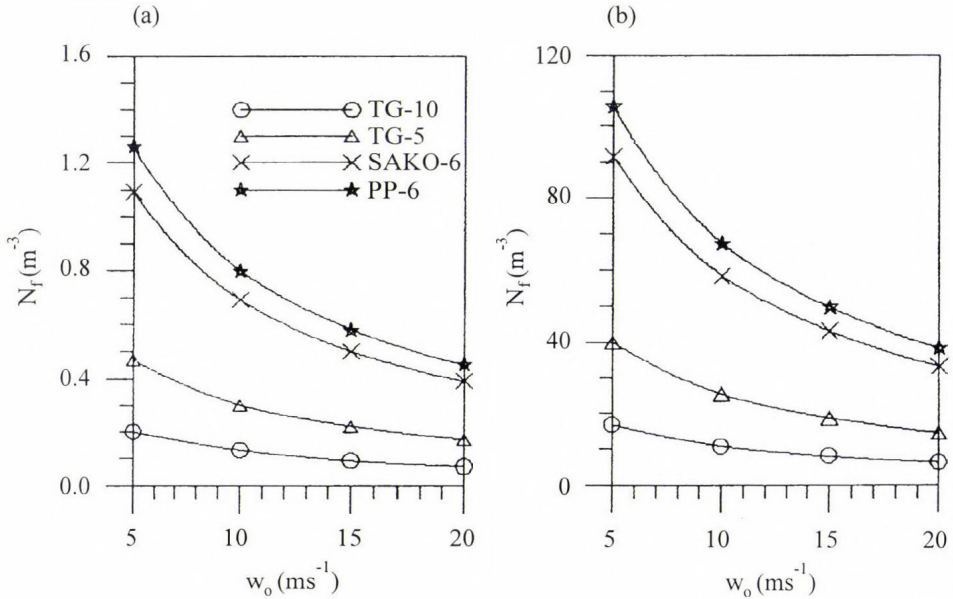 (a)
1.6
1.2
0.8
0.4
0.0
N_f (m^-3)
TG-10
TG-5
SAKO-6
PP-6
5 10 15 20
w_o (ms^-1)
(b)
120
80
40
0
N_f (m^-3)
5 10 15 20
w_o (ms^-1)